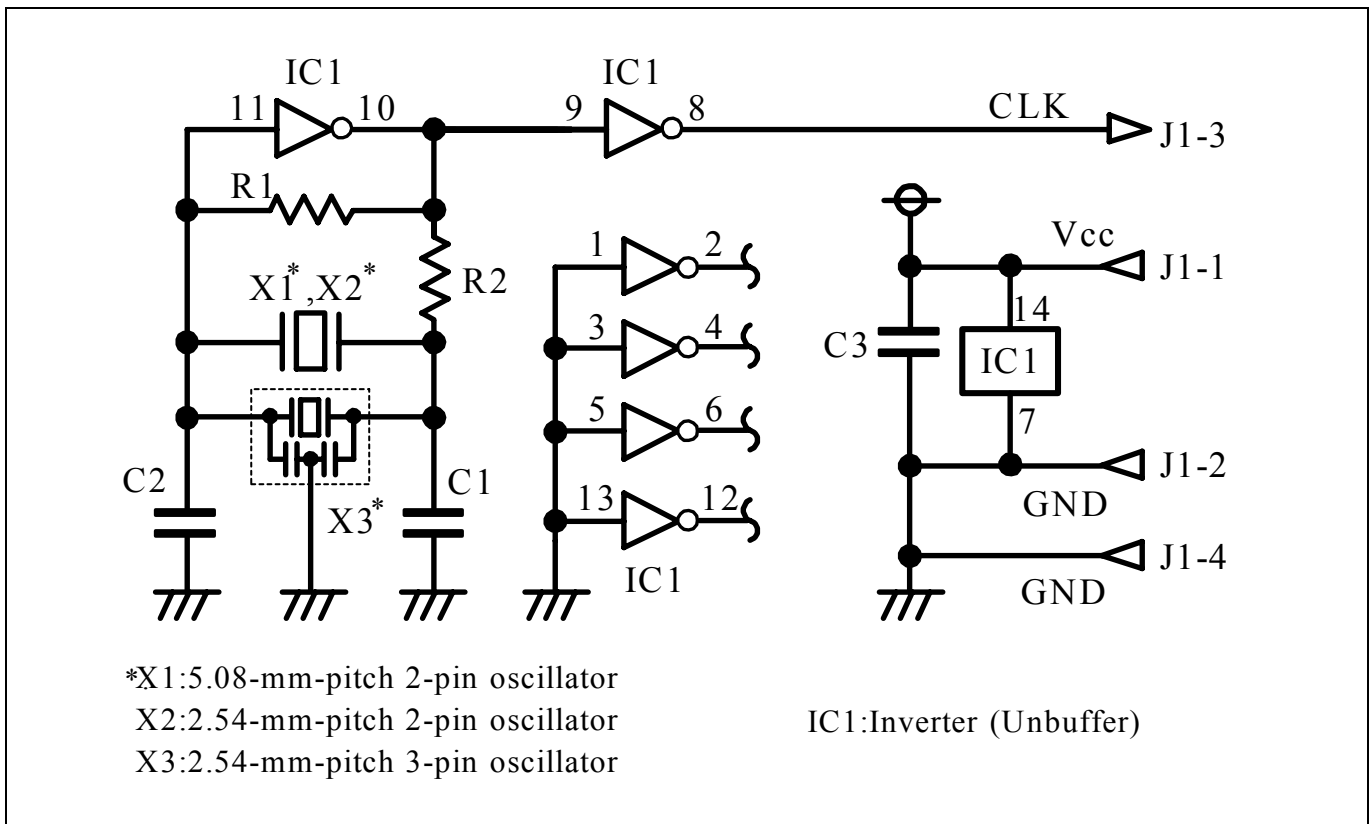 IC1
IC1
11
10
9
8
CLK
J1-3
R1
Vcc
J1-1
1
2
X1*,X2*
R2
14
3
4
C3
IC1
5
6
7
C2
C1
J1-2
X3*
13
12
GND
J1-4
IC1
GND
*X1:5.08-mm-pitch 2-pin oscillator
X2:2.54-mm-pitch 2-pin oscillator
IC1:Inverter (Unbuffer)
X3:2.54-mm-pitch 3-pin oscillator